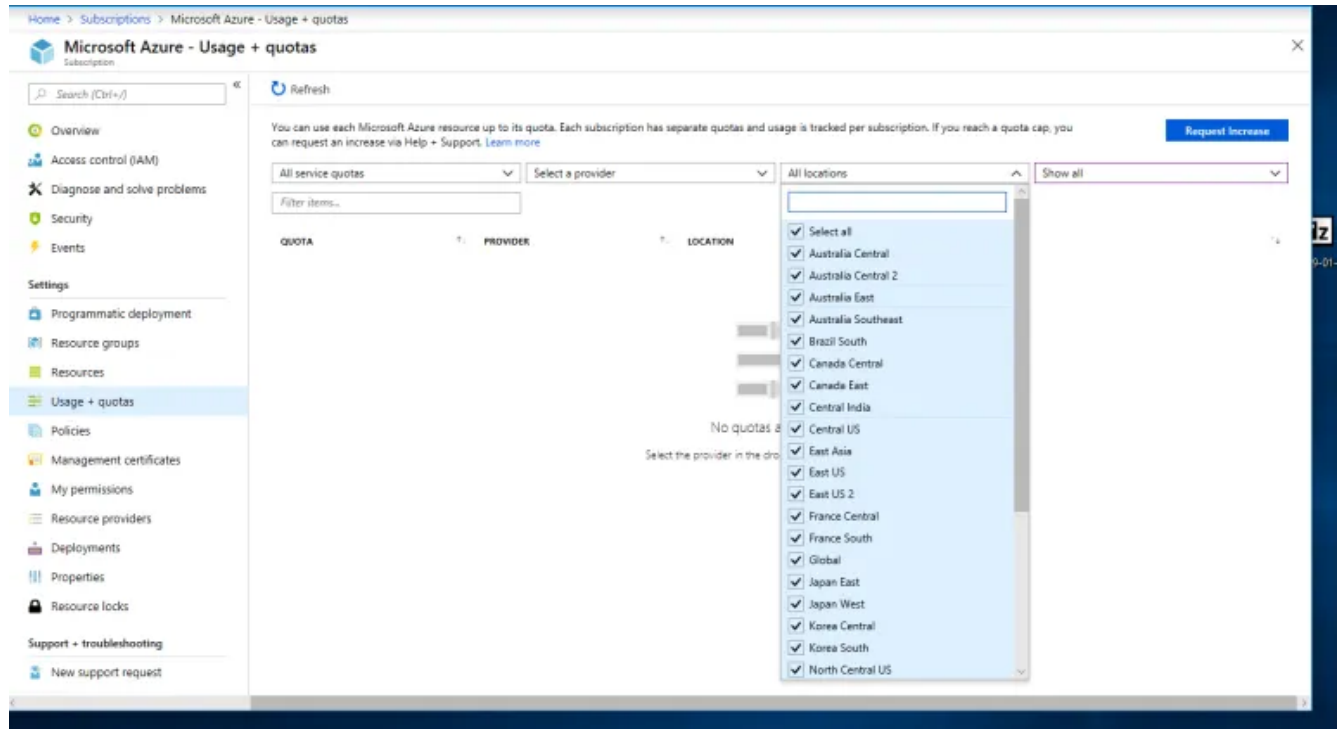 Home > Subscriptions > Microsoft Azure - Usage + quotas
Microsoft Azure - Usage + quotas
Subscription
Search (Ctrl+/)
Overview
Access control (IAM)
Diagnose and solve problems
Security
Events
Settings
Programmatic deployment
Resource groups
Resources
Usage + quotas
Policies
Management certificates
My permissions
Resource providers
Deployments
Properties
Resource locks
Support + troubleshooting
New support request
Refresh
You can use each Microsoft Azure resource up to its quota. Each subscription has separate quotas and usage is tracked per subscription. If you reach a quota cap, you
can request an increase via Help + Support. Learn more
Request Increase
All service quotas
Select a provider
All locations
Show all
Filter items...
QUOTA
PROVIDER
LOCATION
No quotas a
Select the provider in the dro
Select all
Australia Central
Australia Central 2
Australia East
Australia Southeast
Brazil South
Canada Central
Canada East
Central India
Central US
East Asia
East US
East US 2
France Central
France South
Global
Japan East
Japan West
Korea Central
Korea South
North Central US
9-01-